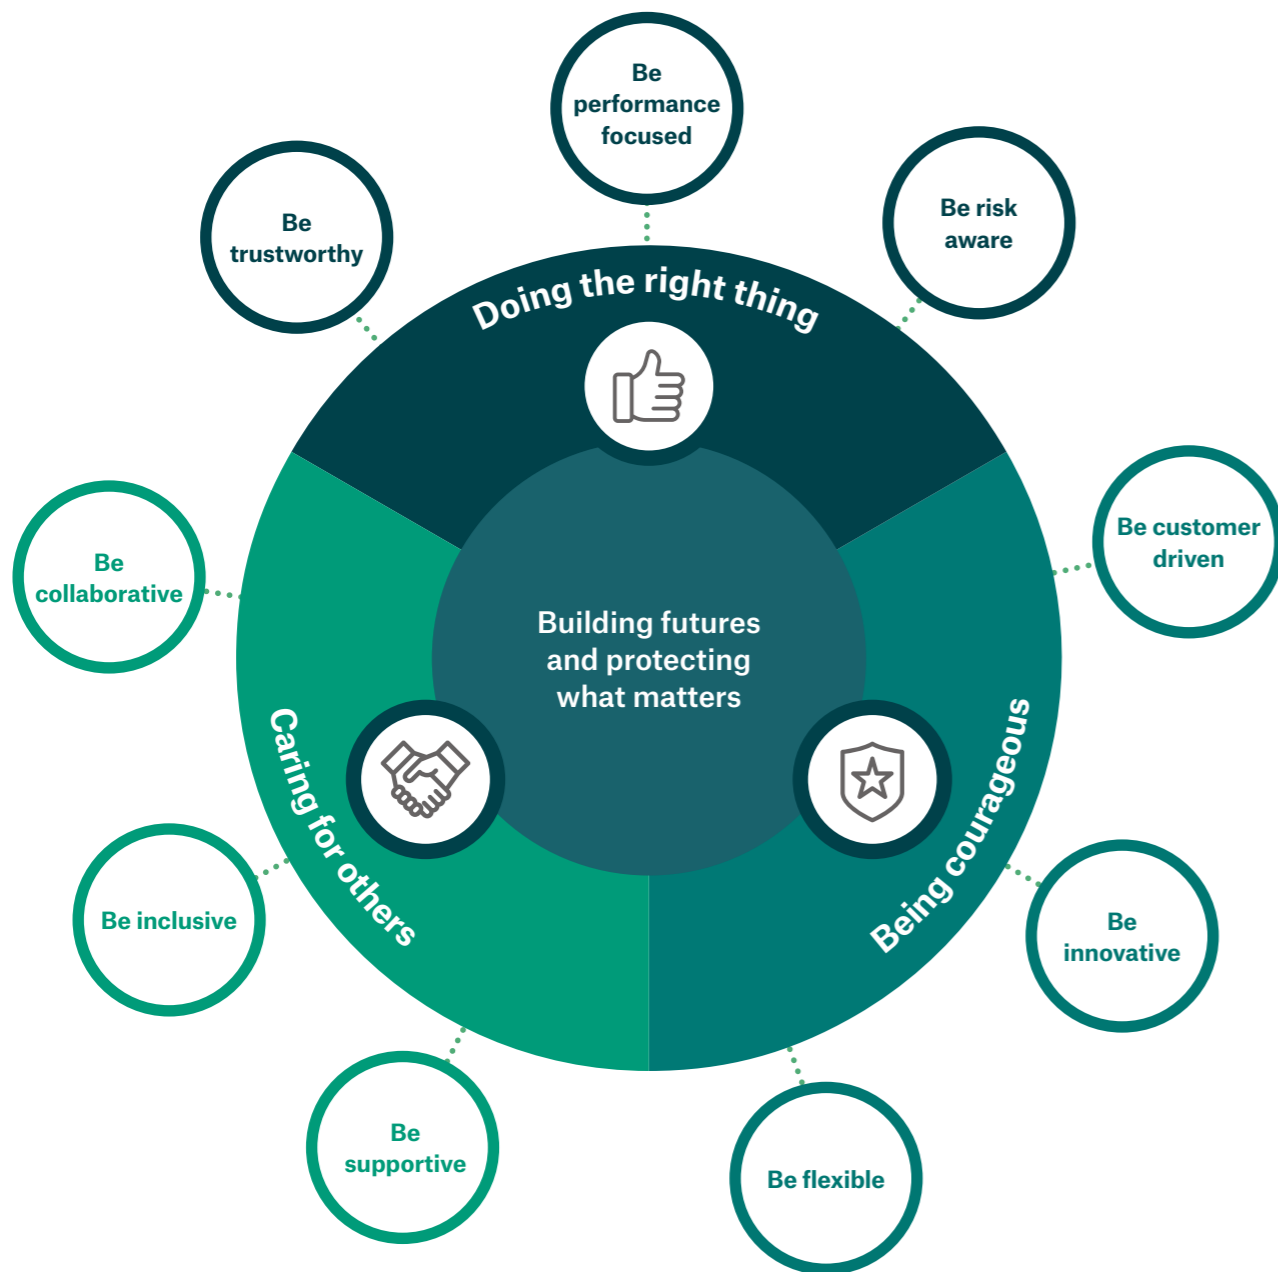 Be
performance
focused
Be risk
aware
Be
trustworthy
Doing the right thing
Be customer
driven
Be
collaborative
Building futures
and protecting
what matters
Caring for others
Being courageous
Be inclusive
Be
innovative
Be
supportive
Be flexible